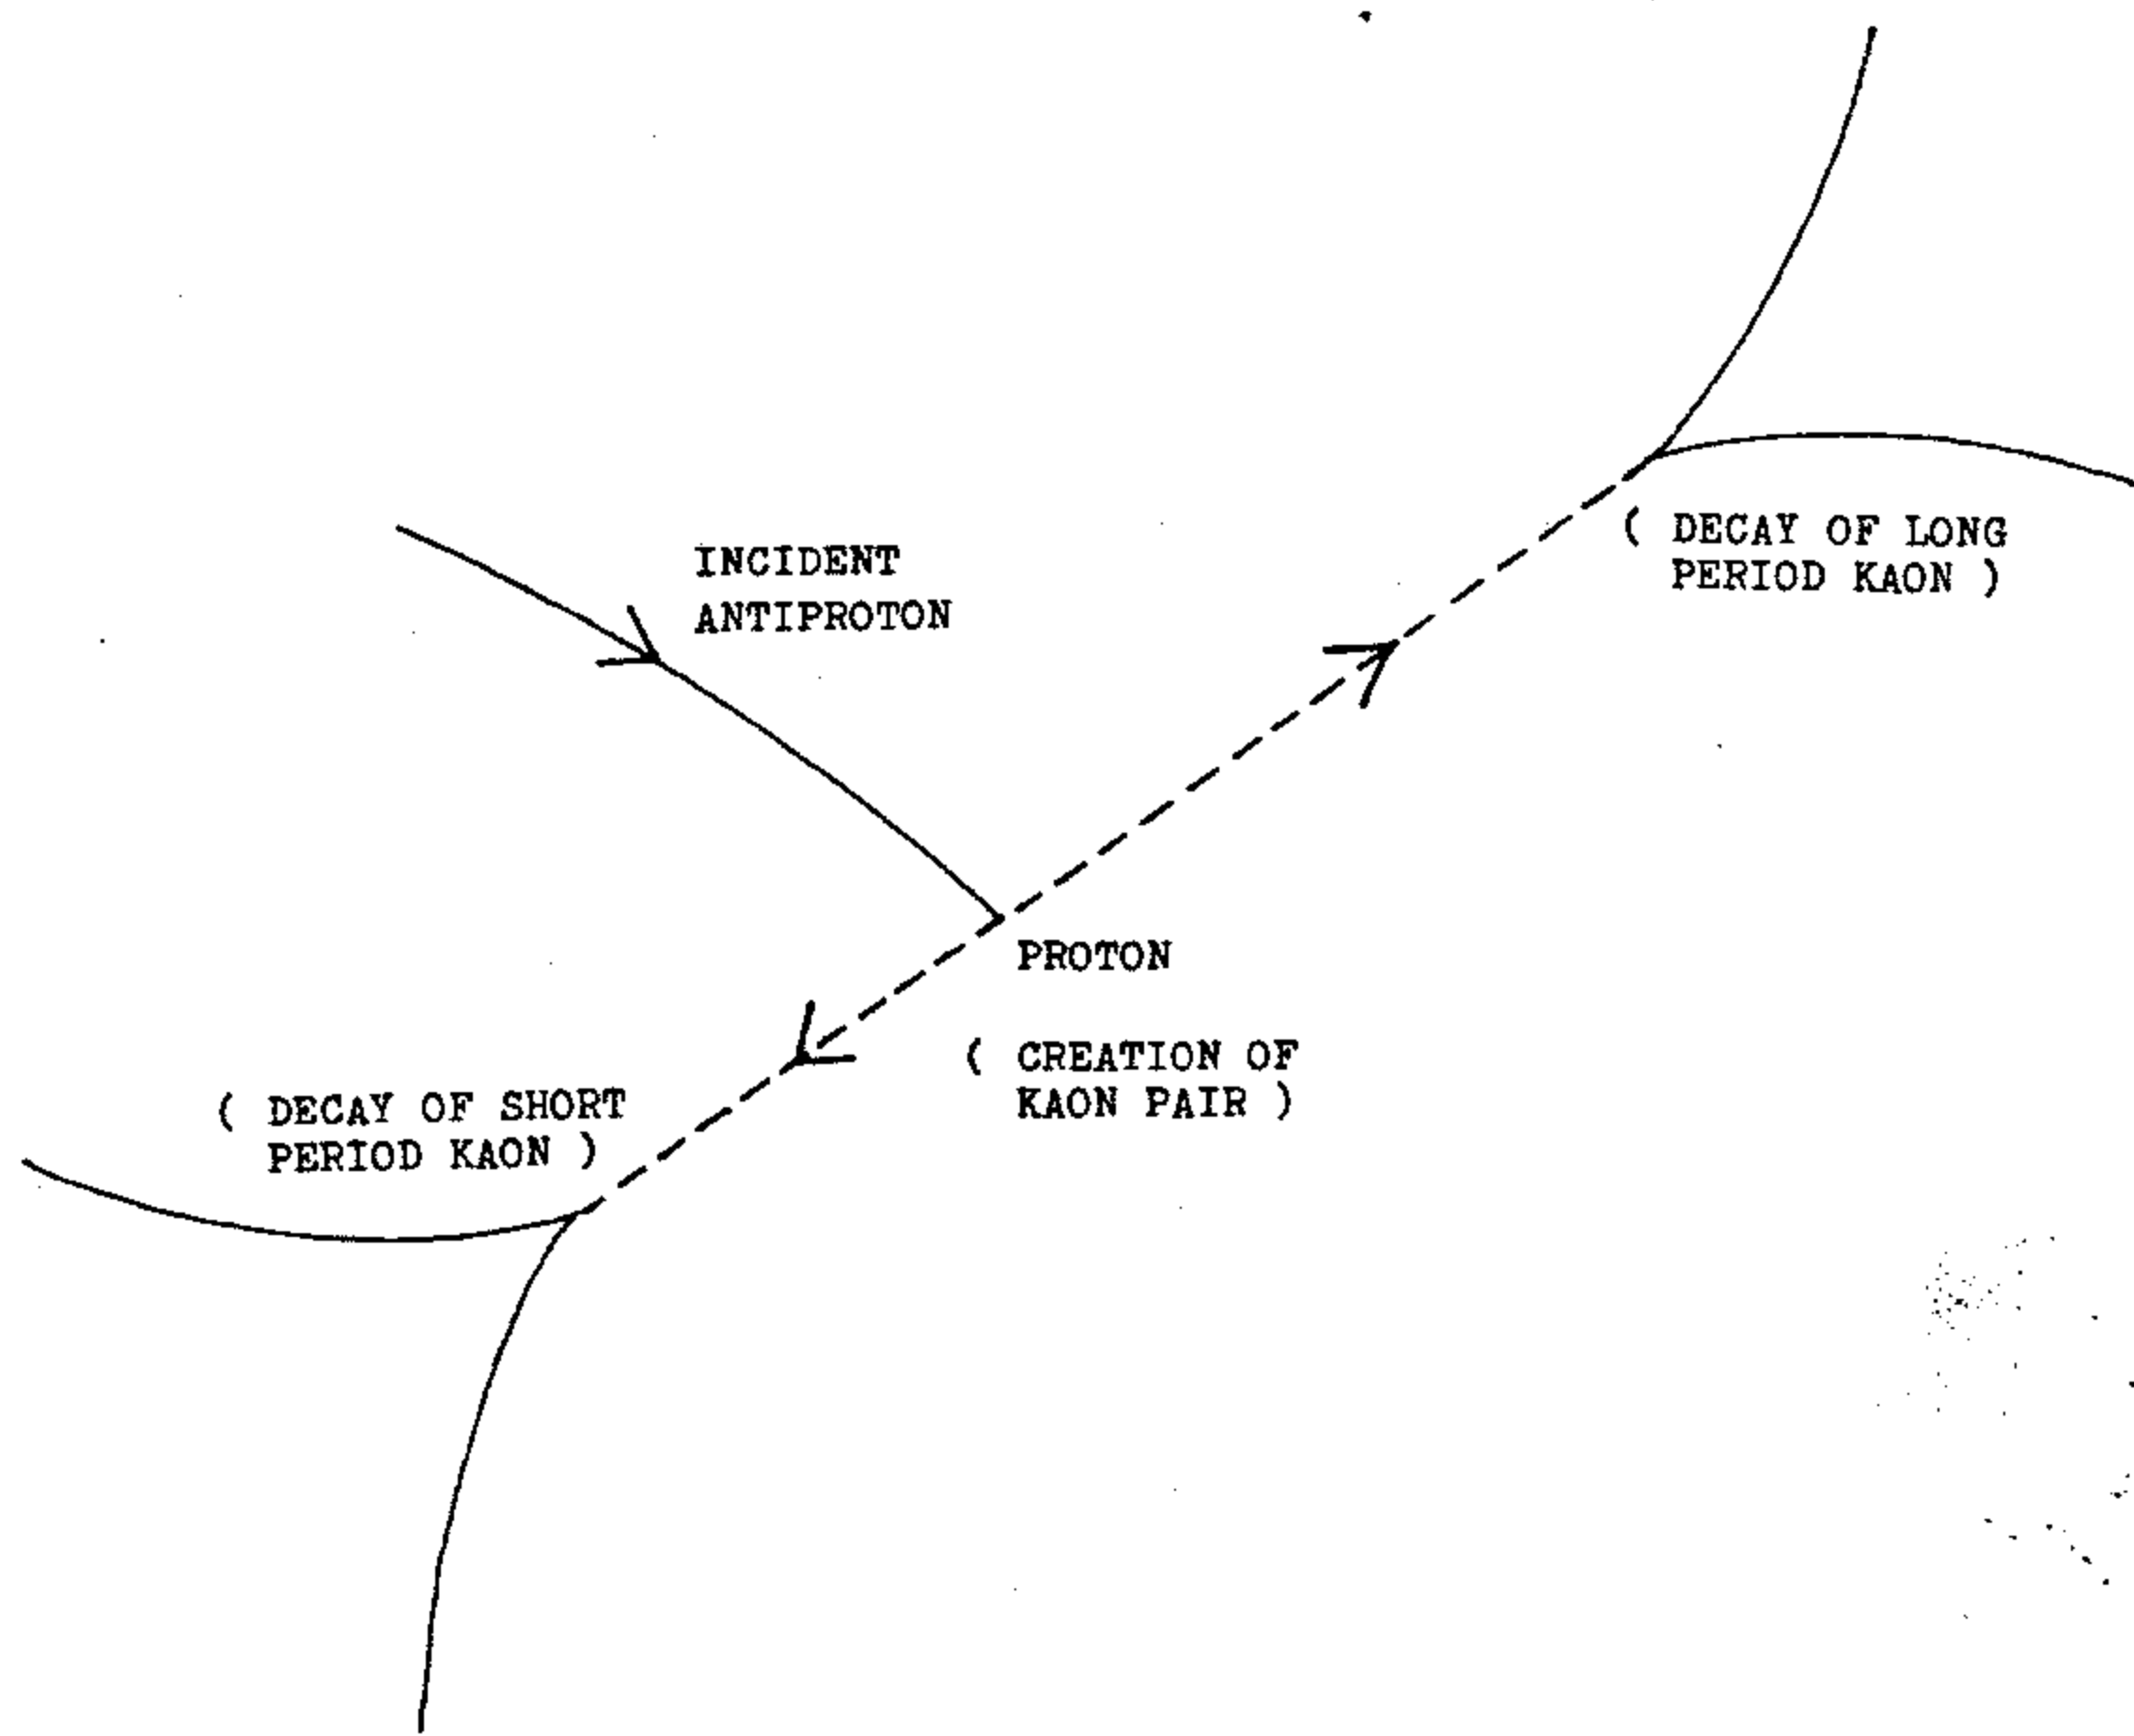 INCIDENT
ANTIPROTON
( DECAY OF LONG
PERIOD KAON )
PROTON
( CREATION OF
KAON PAIR )
( DECAY OF SHORT
PERIOD KAON )